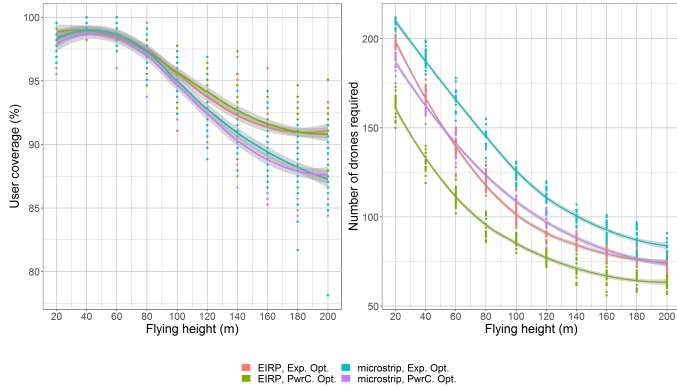 100
95
90
85
80
User coverage (%)
20 40 60 80 100 120 140 160 180 200
Flying height (m)
200
150
100
50
Number of drones required
20 40 60 80 100 120 140 160 180 200
Flying height (m)
EIRP, Exp. Opt. microstrip, Exp. Opt.
EIRP, PwrC. Opt. microstrip, PwrC. Opt.